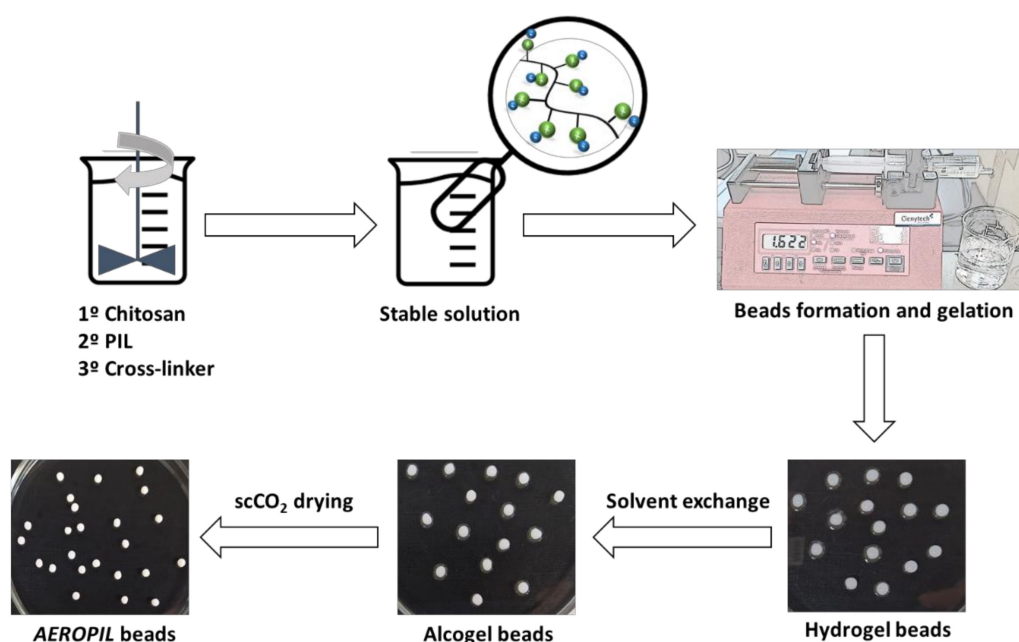 1º Chitosan
2º PIL
3º Cross-linker
Stable solution
Clenytech
1.622
Beads formation and gelation
scCO₂ drying
Solvent exchange
AEROPIL beads
Alcogel beads
Hydrogel beads